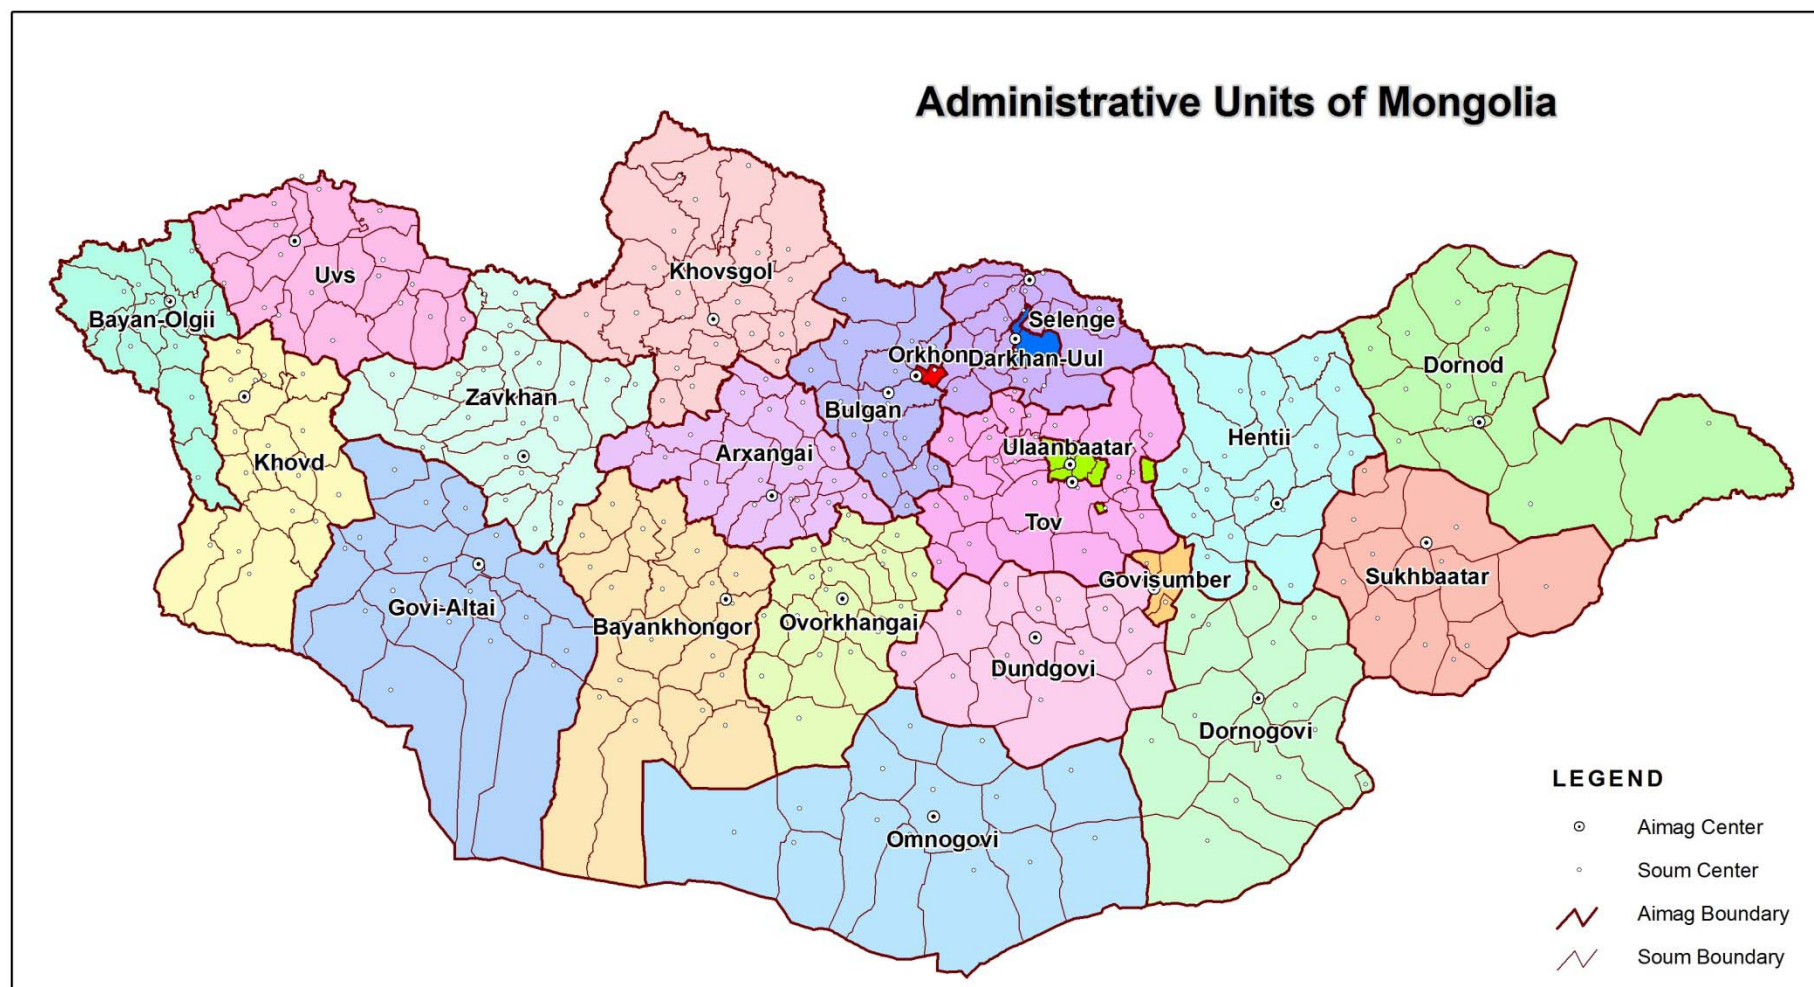 Administrative Units of Mongolia
Uvs
Khovsgol
Bayan-Olgii
Selenge
Orkhon
Darkhan-Uul
Dornod
Zavkhan
Bulgan
Hentii
Ulaanbaatar
Arxangai
Khovd
Tov
Govisumber
Sukhbaatar
Govi-Altai
Bayankhongor
Ovorkhangai
Dundgovi
Dornogovi
Omnogovi
LEGEND
Aimag Center
Soum Center
Aimag Boundary
Soum Boundary